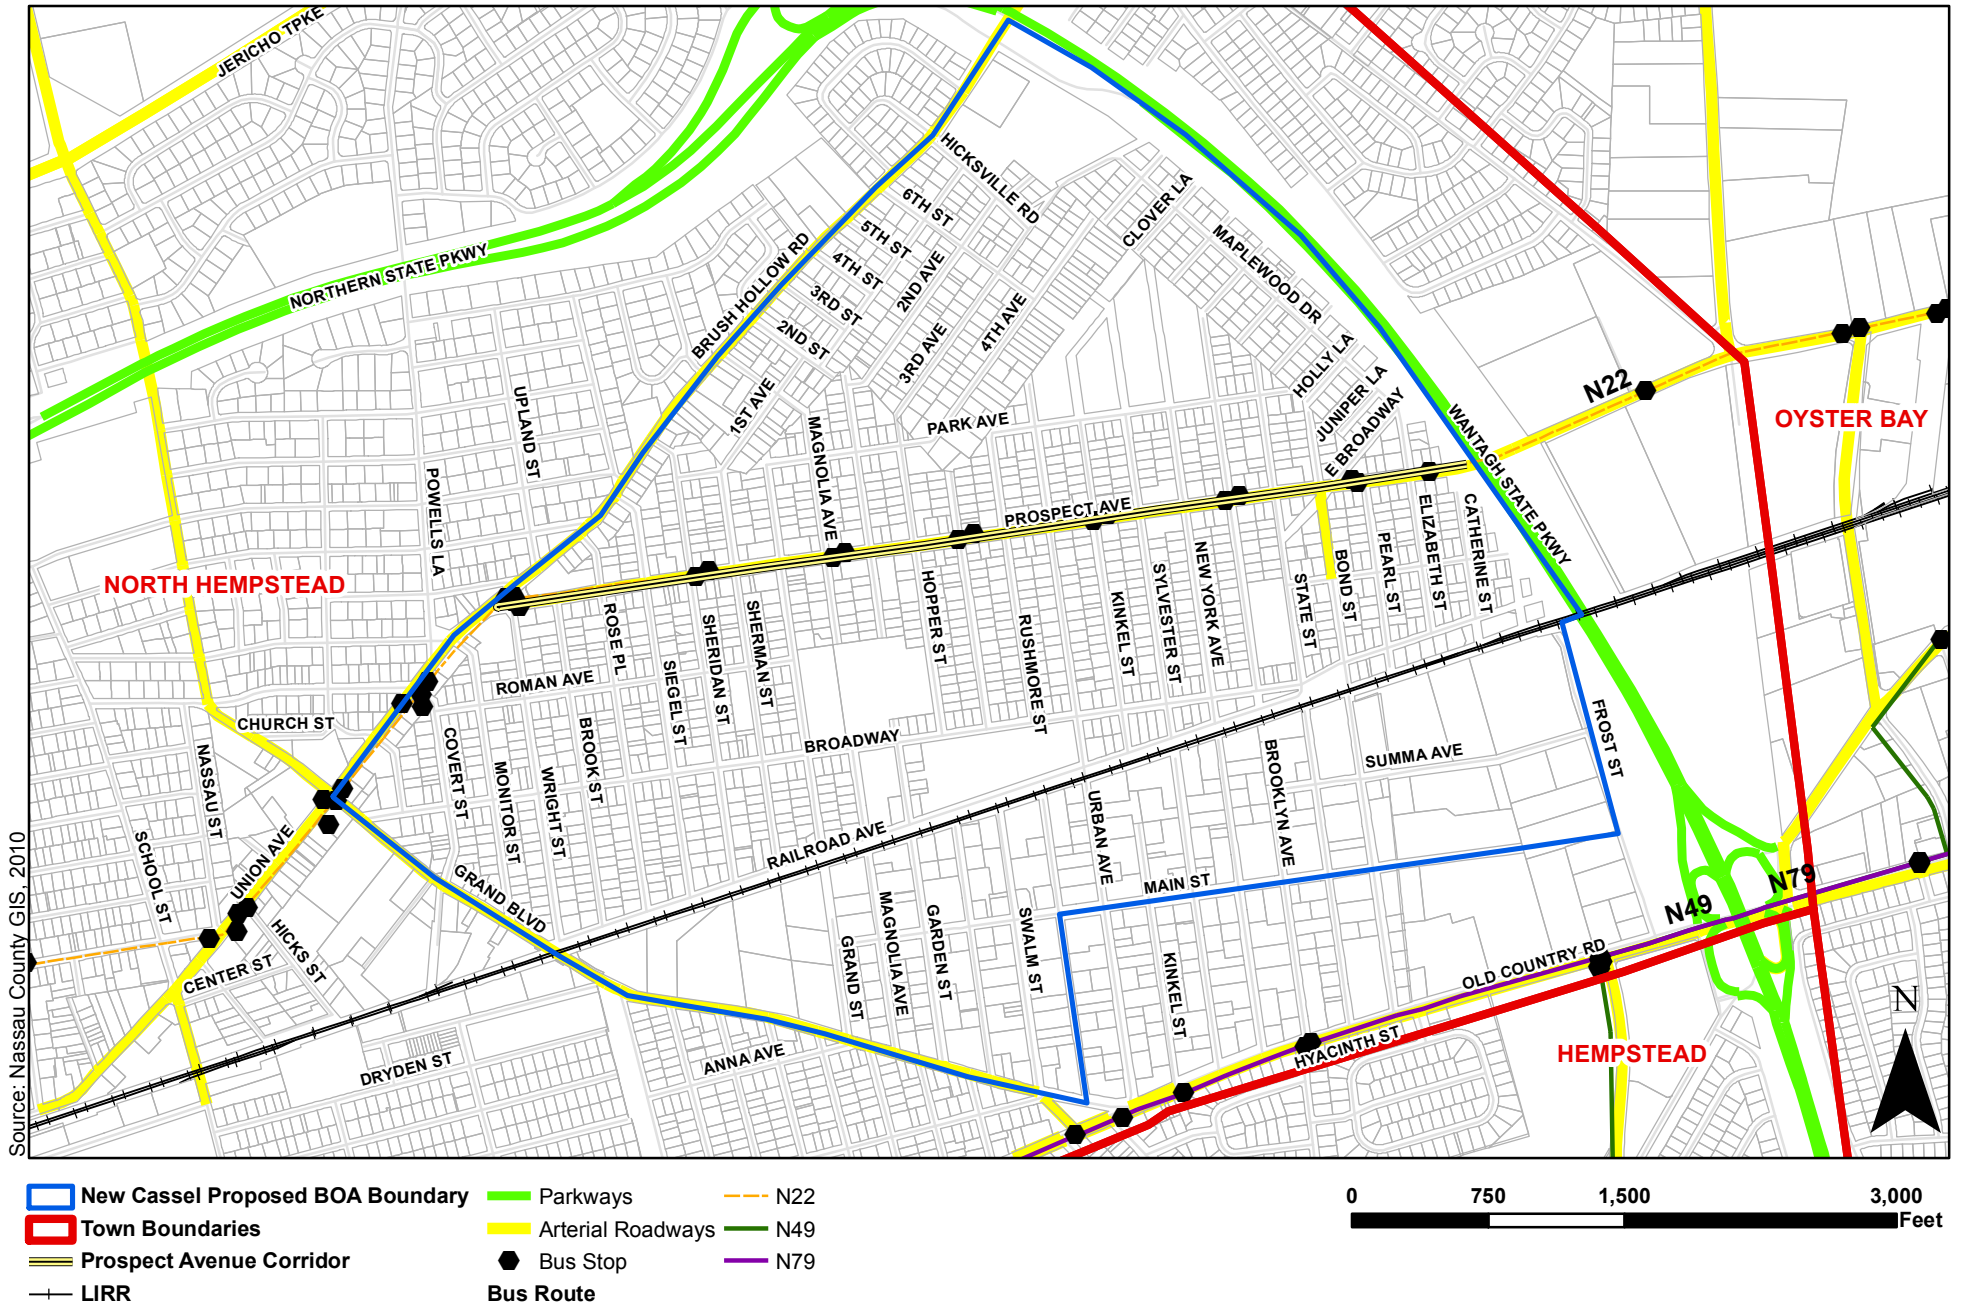 JERICHO TPKE
NORTHERN STATE PKWY
HICKSVILLE RD
6TH ST
5TH ST
4TH ST
3RD ST
2ND ST
2ND AVE
3RD AVE
4TH AVE
1ST AVE
BRUSH HOLLOW RD
CLOVER LA
MAPLEWOOD DR
HOLLY LA
JUNIPER LA
E BROADWAY
WANTAGH STATE PKWY
N22
OYSTER BAY
UPLAND ST
POWELLS LA
MAGNOLIA AVE
PARK AVE
PROSPECT AVE
NORTH HEMPSTEAD
ROSE PL
SIEGEL ST
SHERIDAN ST
SHERMAN ST
HOPPER ST
RUSHMORE ST
KINKEL ST
SYLVESTER ST
NEW YORK AVE
STATE ST
BOND ST
PEARL ST
ELIZABETH ST
CATHERINE ST
ROMAN AVE
BROADWAY
CHURCH ST
NASSAU ST
SCHOOL ST
UNION AVE
HICKS ST
CENTER ST
COVERT ST
MONITOR ST
WRIGHT ST
BROOK ST
GRAND BLVD
RAILROAD AVE
URBAN AVE
BROOKLYN AVE
SUMMA AVE
FROST ST
MAIN ST
GRAND ST
MAGNOLIA AVE
GARDEN ST
SWALM ST
KINKEL ST
DRYDEN ST
ANNA AVE
OLD COUNTRY RD
HYACINTH ST
N49
N79
HEMPSTEAD
N
Source: Nassau County GIS, 2010
New Cassel Proposed BOA Boundary
Town Boundaries
Prospect Avenue Corridor
LIRR
Parkways
Arterial Roadways
Bus Stop
Bus Route
N22
N49
N79
0 750 1,500 3,000
Feet